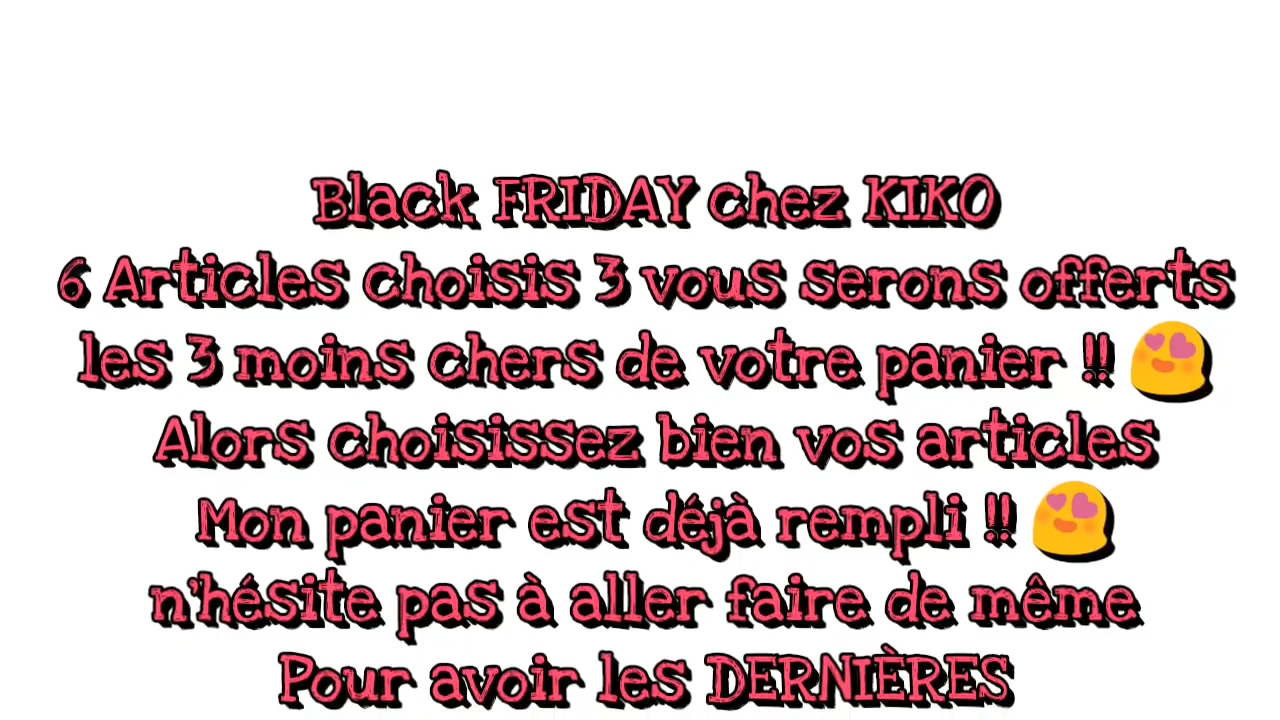 Black FRIDAY chez KIKO
6 Articles choisis 3 vous serons offerts
les 3 moins chers de votre panier !! 😍
Alors choisissez bien vos articles
Mon panier est déjà rempli !! 😍
n'hésite pas à aller faire de même
Pour avoir les DERNIÈRES